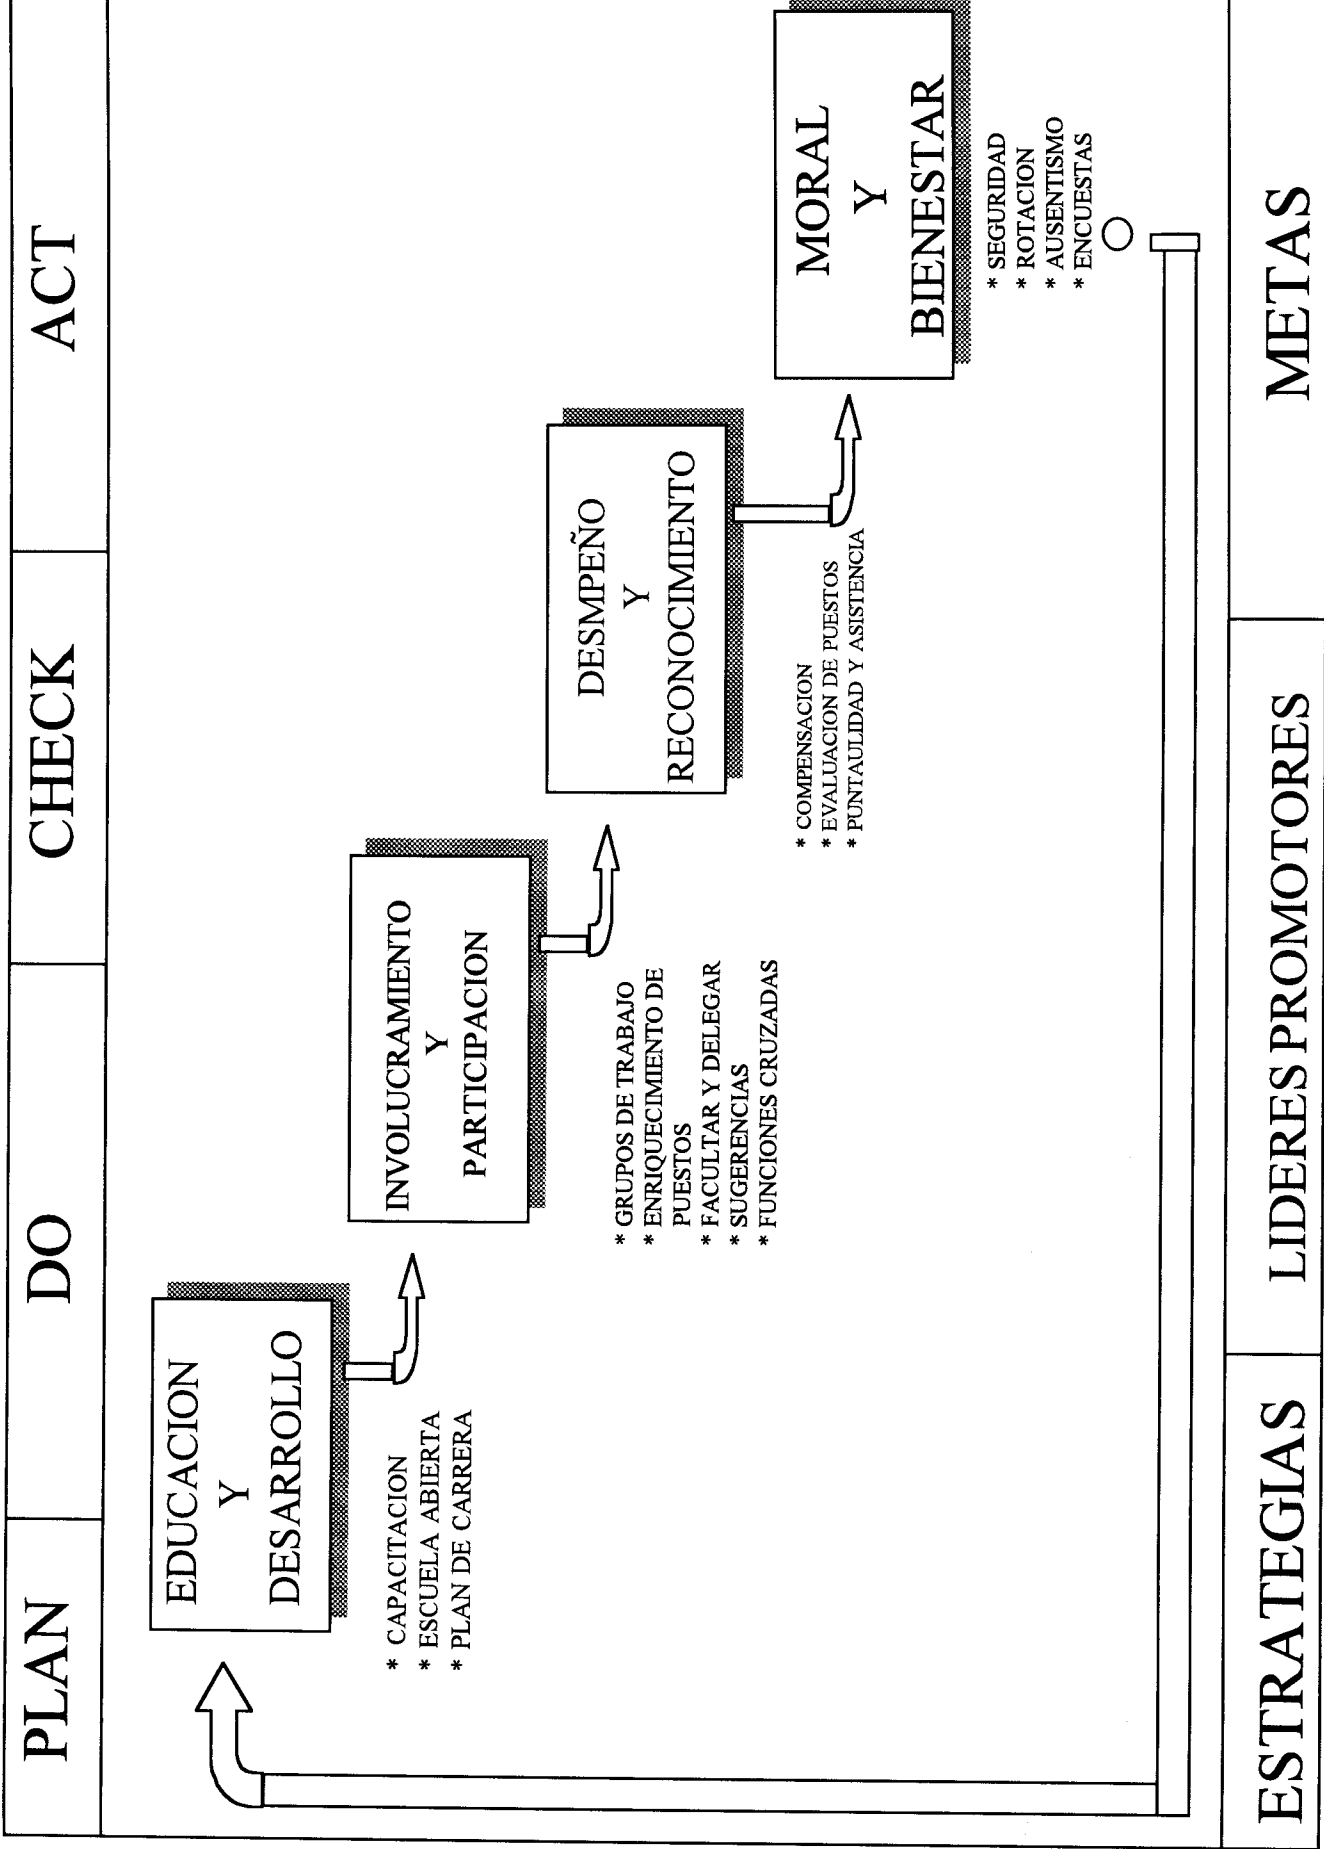 PLAN
DO
CHECK
ACT
EDUCACION
Y
DESARROLLO
* CAPACITACION
* ESCUELA ABIERTA
* PLAN DE CARRERA
INVOLUCRAMIENTO
Y
PARTICIPACION
* GRUPOS DE TRABAJO
* ENRIQUECIMIENTO DE
PUESTOS
* FACULTAR Y DELEGAR
* SUGERENCIAS
* FUNCIONES CRUZADAS
DESMPEÑO
Y
RECONOCIMIENTO
* COMPENSACION
* EVALUACION DE PUESTOS
* PUNTAULIDAD Y ASISTENCIA
MORAL
Y
BIENESTAR
* SEGURIDAD
* ROTACION
* AUSENTISMO
* ENCUESTAS
ESTRATEGIAS
LIDERES PROMOTORES
METAS